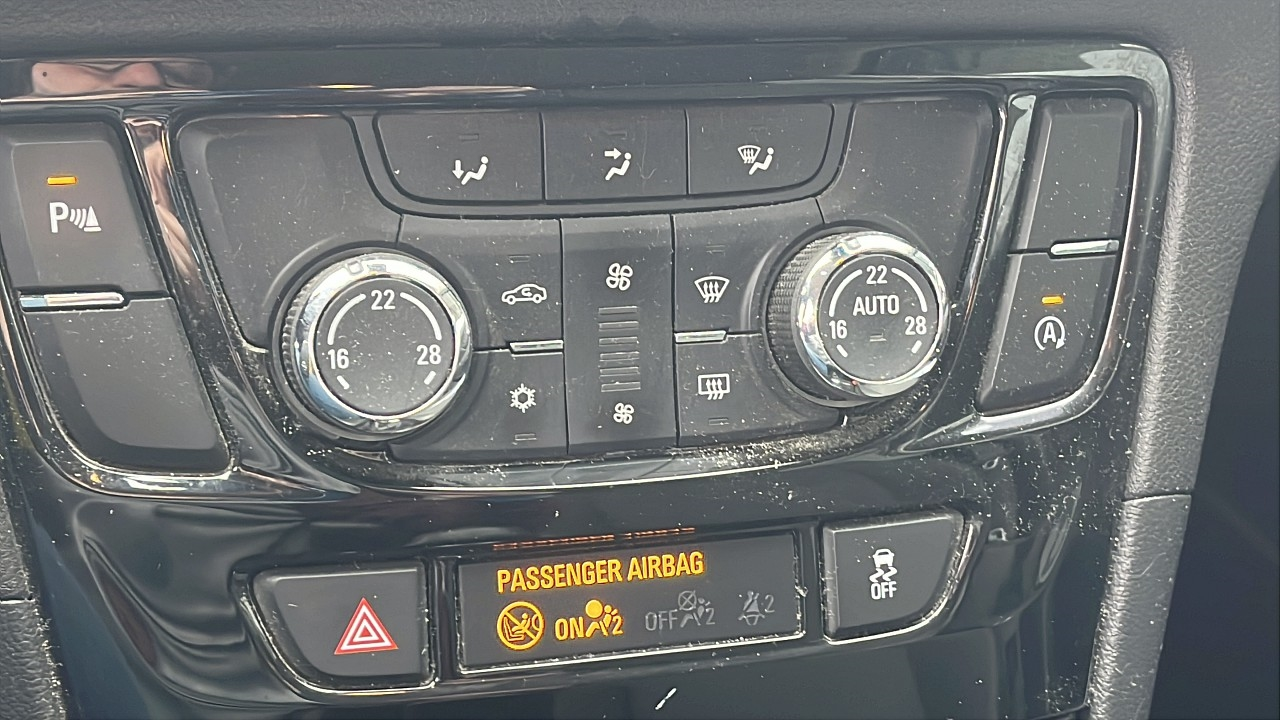 P
22
16 28
22
AUTO
16 28
A
PASSENGER AIRBAG
ON 2 OFF 2 2
OFF